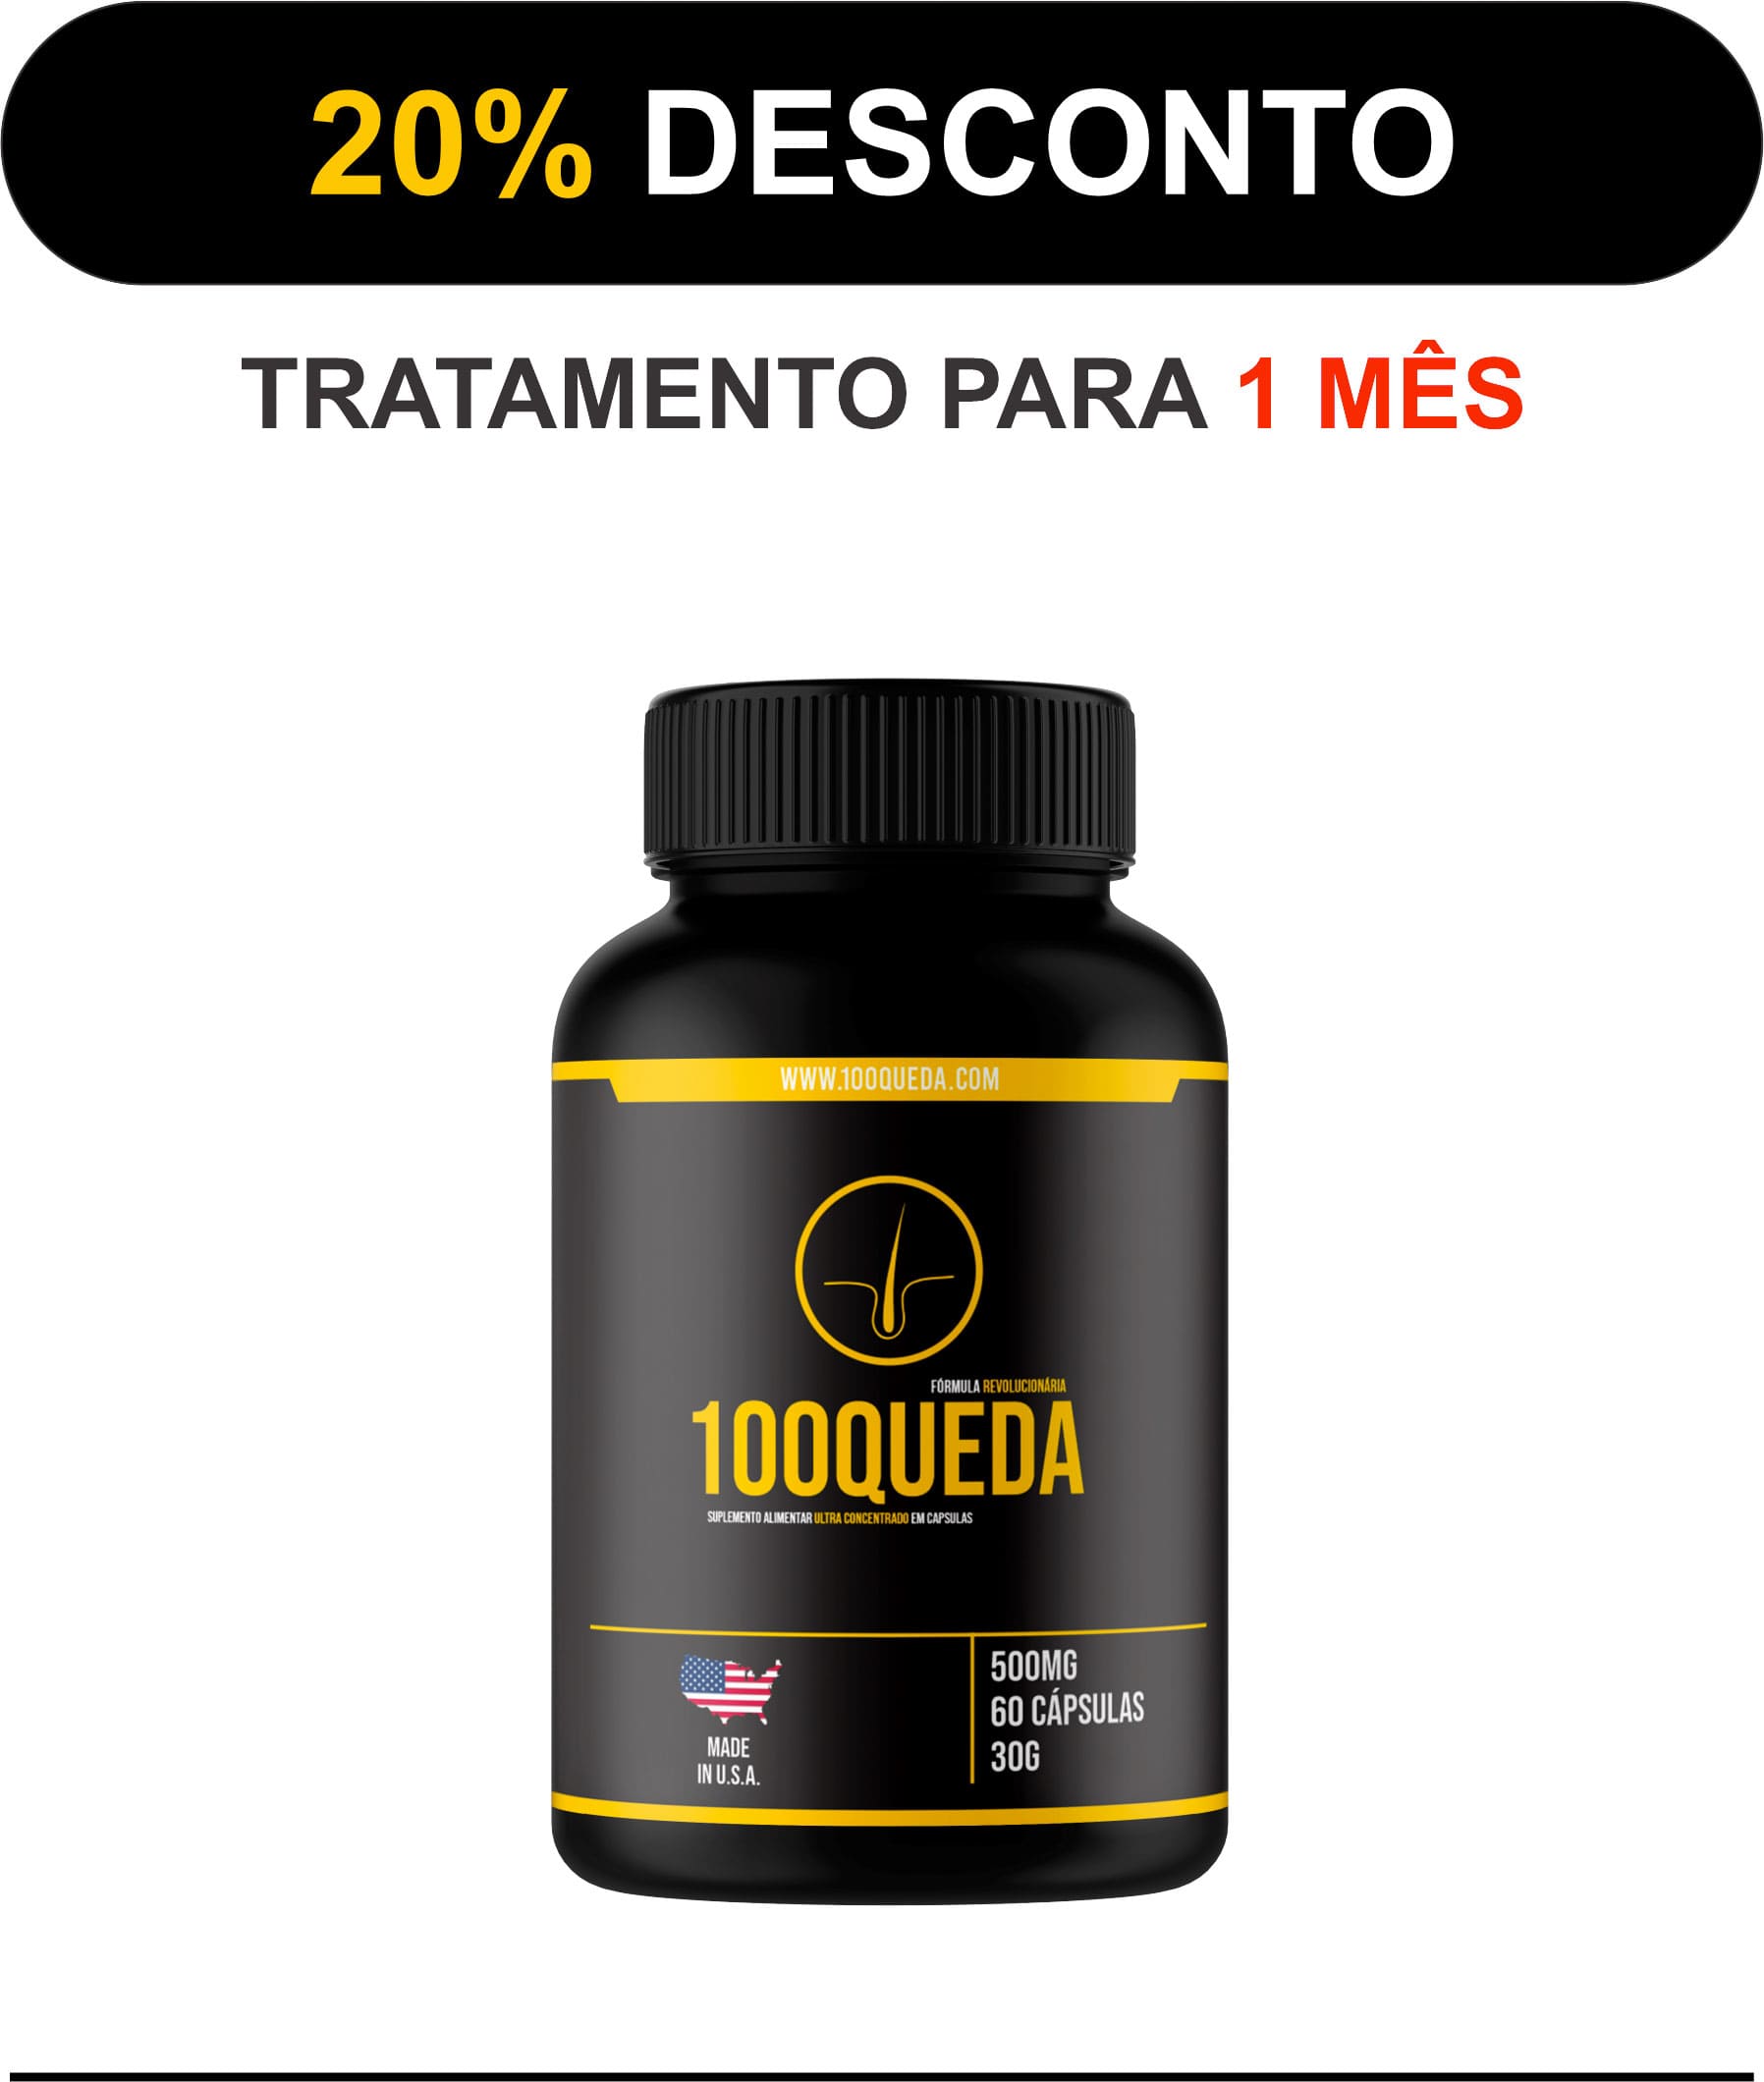 20% DESCONTO
TRATAMENTO PARA 1 MÊS
WWW.100QUEDA.COM
FÓRMULA REVOLUCIONÁRIA
100QUEDA
SUPLEMENTO ALIMENTAR ULTRA CONCENTRADO EM CAPSULAS
MADE
IN U.S.A.
500MG
60 CÁPSULAS
30G